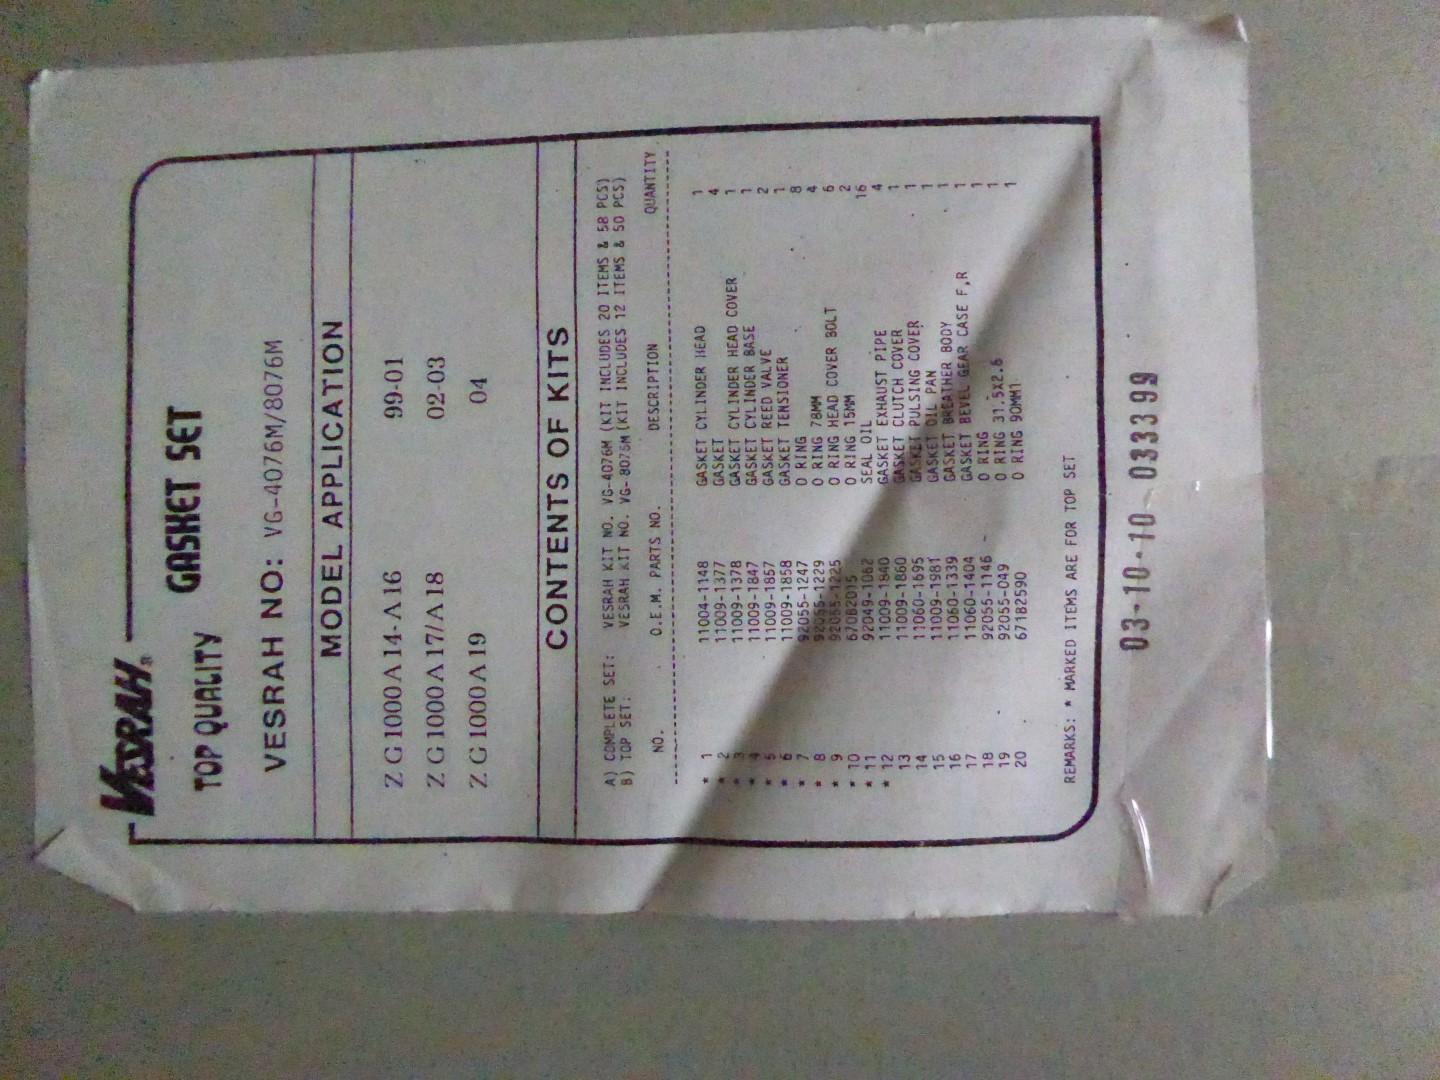 VESRAH®
TOP QUALITY GASKET SET
VESRAH NO: VG-4076M/8076M
MODEL APPLICATION
ZG1000A14-A16 99-01
ZG1000A17/A18 02-03
ZG1000A19 04
CONTENTS OF KITS
A) COMPLETE SET: VESRAH KIT NO. VG-4076M (KIT INCLUDES 20 ITEMS & 58 PCS)
B) TOP SET: VESRAH KIT NO. VG-8076M (KIT INCLUDES 12 ITEMS & 50 PCS)
NO. O.E.M. PARTS NO. DESCRIPTION QUANTITY
* 1 11004-1148 GASKET CYLINDER HEAD 1
* 2 11009-1377 GASKET 4
* 3 11009-1378 GASKET CYLINDER HEAD COVER 1
* 4 11009-1847 GASKET CYLINDER BASE 1
* 5 11009-1857 GASKET REED VALVE 2
* 6 11009-1858 GASKET TENSIONER 1
* 7 92055-1247 O RING 8
* 8 92055-1229 O RING 78MM 4
* 9 92055-1225 O RING HEAD COVER BOLT 6
* 10 670B2015 O RING 15MM 2
* 11 92049-1062 SEAL OIL 16
* 12 11009-1840 GASKET EXHAUST PIPE 4
13 11009-1860 GASKET CLUTCH COVER 1
14 11060-1695 GASKET PULSING COVER 1
15 11009-1981 GASKET OIL PAN 1
16 11060-1339 GASKET BREATHER BODY 1
17 11060-1404 GASKET BEVEL GEAR CASE F,R 1
18 92055-1146 O RING 1
19 92055-049 O RING 31.5X2.6 1
20 671B2590 O RING 90MM1 1
REMARKS: * MARKED ITEMS ARE FOR TOP SET
03-10-10 033399